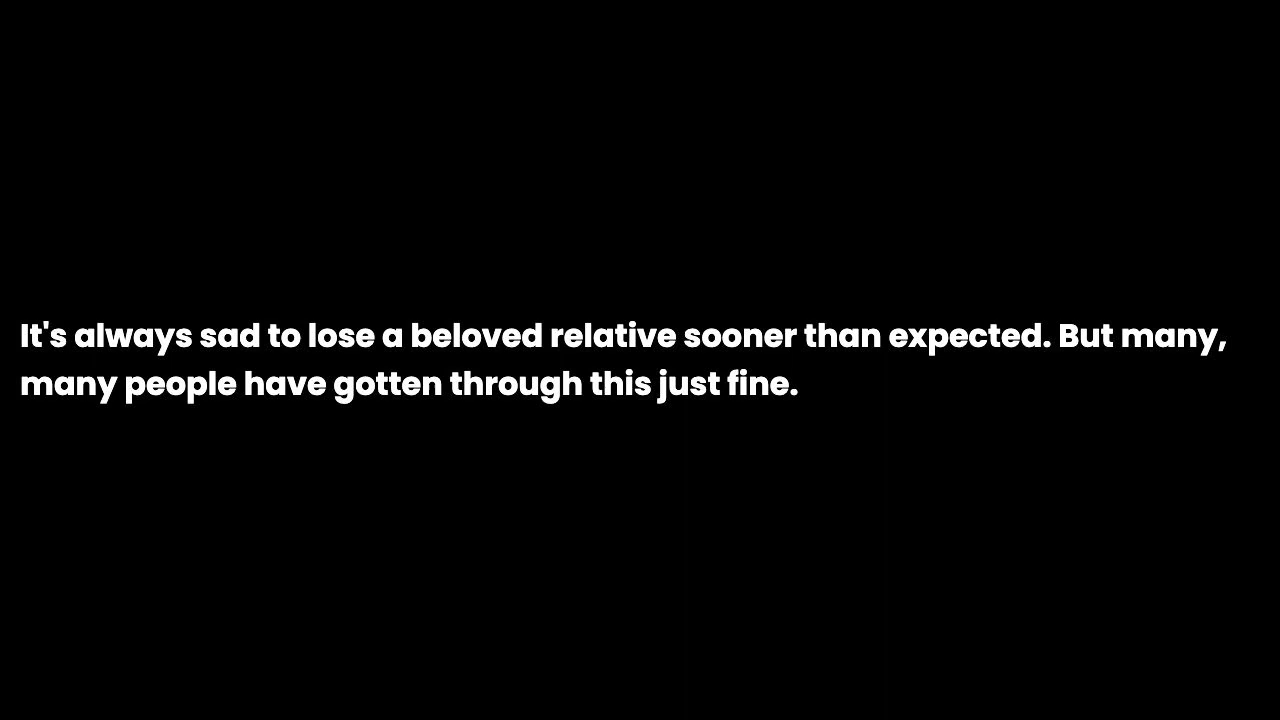 It's always sad to lose a beloved relative sooner than expected. But many,
many people have gotten through this just fine.